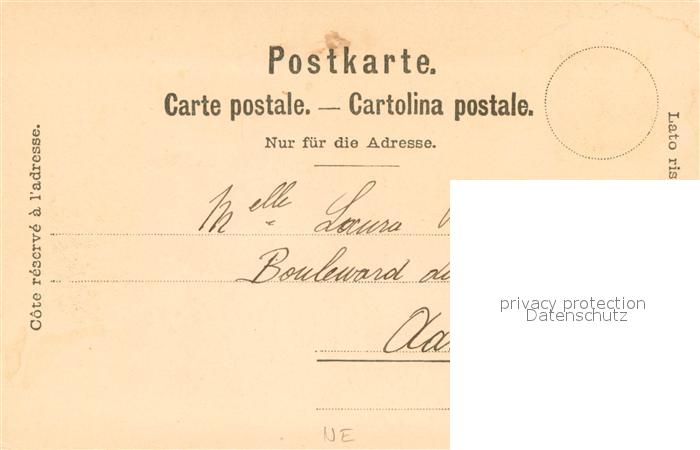 Postkarte.
Carte postale. — Cartolina postale.
Nur für die Adresse.
Côte réservé à l'adresse.
Lato ris
Melle Laura
Boulevard du
privacy protection
Datenschutz
NE